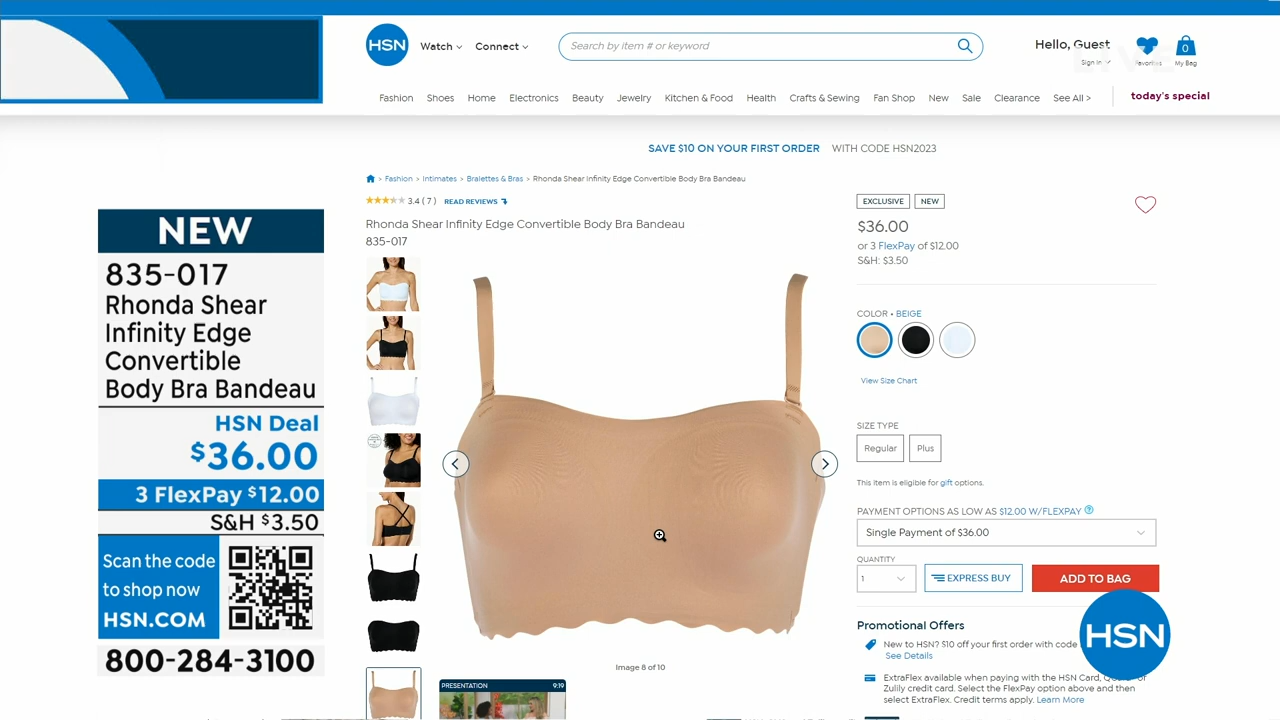 HSN
Watch
Connect
Search by item # or keyword
Hello, Guest
Sign In
Favorites
0
My Bag
Fashion
Shoes
Home
Electronics
Beauty
Jewelry
Kitchen & Food
Health
Crafts & Sewing
Fan Shop
New
Sale
Clearance
See All >
today's special
SAVE $10 ON YOUR FIRST ORDER WITH CODE HSN2023
> Fashion > Intimates > Bralettes & Bras > Rhonda Shear Infinity Edge Convertible Body Bra Bandeau
3.4 ( 7 ) READ REVIEWS
Rhonda Shear Infinity Edge Convertible Body Bra Bandeau
835-017
NEW
835-017
Rhonda Shear
Infinity Edge
Convertible
Body Bra Bandeau
HSN Deal
$36.00
3 FlexPay $12.00
S&H $3.50
Scan the code
to shop now
HSN.COM
800-284-3100
Image 8 of 10
PRESENTATION 9:19
EXCLUSIVE
NEW
$36.00
or 3 FlexPay of $12.00
S&H: $3.50
COLOR • BEIGE
View Size Chart
SIZE TYPE
Regular
Plus
This item is eligible for gift options.
PAYMENT OPTIONS AS LOW AS $12.00 W/FLEXPAY
Single Payment of $36.00
QUANTITY
1
EXPRESS BUY
ADD TO BAG
Promotional Offers
New to HSN? $10 off your first order with code
See Details
ExtraFlex available when paying with the HSN Card, or
Zulily credit card. Select the FlexPay option above and then
select ExtraFlex. Credit terms apply. Learn More
HSN